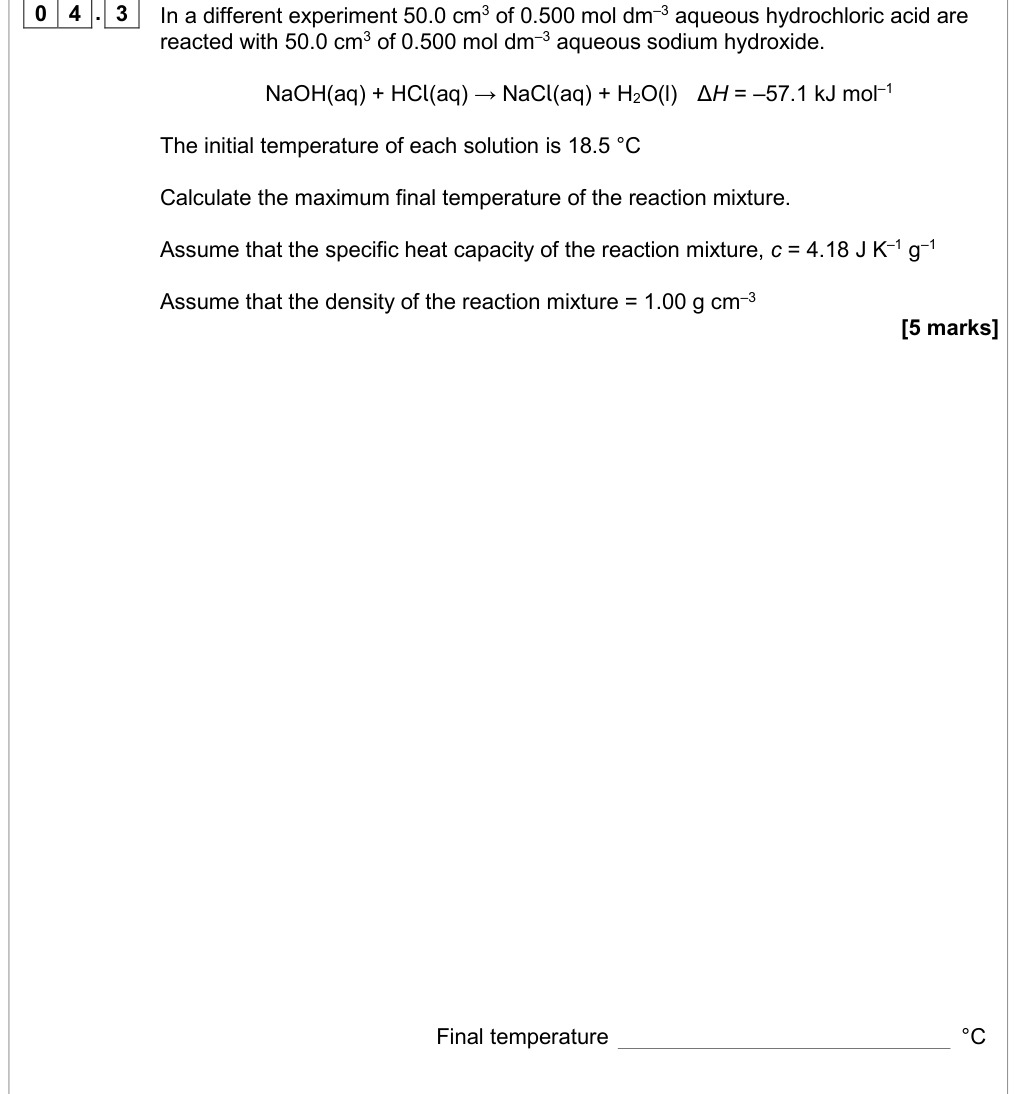 0 4 . 3 In a different experiment 50.0 cm³ of 0.500 mol dm⁻³ aqueous hydrochloric acid are
reacted with 50.0 cm³ of 0.500 mol dm⁻³ aqueous sodium hydroxide.
NaOH(aq) + HCl(aq) → NaCl(aq) + H₂O(l) ΔH = –57.1 kJ mol⁻¹
The initial temperature of each solution is 18.5 °C
Calculate the maximum final temperature of the reaction mixture.
Assume that the specific heat capacity of the reaction mixture, c = 4.18 J K⁻¹ g⁻¹
Assume that the density of the reaction mixture = 1.00 g cm⁻³
[5 marks]
Final temperature °C